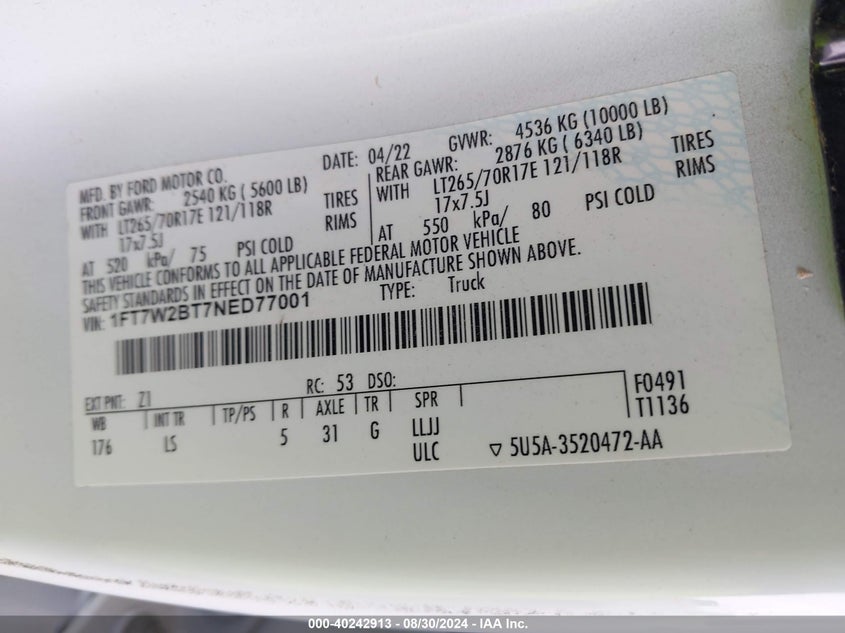 MFD. BY FORD MOTOR CO.
DATE: 04/22
GVWR: 4536 KG (10000 LB)
FRONT GAWR: 2540 KG ( 5600 LB)
WITH LT265/70R17E 121/118R TIRES
17x7.5J RIMS
AT 520 kPa/ 75 PSI COLD
REAR GAWR: 2876 KG ( 6340 LB)
WITH LT265/70R17E 121/118R TIRES
17x7.5J RIMS
AT 550 kPa/ 80 PSI COLD
THIS VEHICLE CONFORMS TO ALL APPLICABLE FEDERAL MOTOR VEHICLE
SAFETY STANDARDS IN EFFECT ON THE DATE OF MANUFACTURE SHOWN ABOVE.
VIN: 1FT7W2BT7NED77001 TYPE: Truck
EXT PNT: Z1 RC: 53 DSO:
WB INT TR TP/PS R AXLE TR SPR
176 LS 5 31 G LLJJ
ULC
F0491
T1136
▽ 5U5A-3520472-AA
000-40242913 - 08/30/2024 - COPYRIGHT © IAA, LLC.